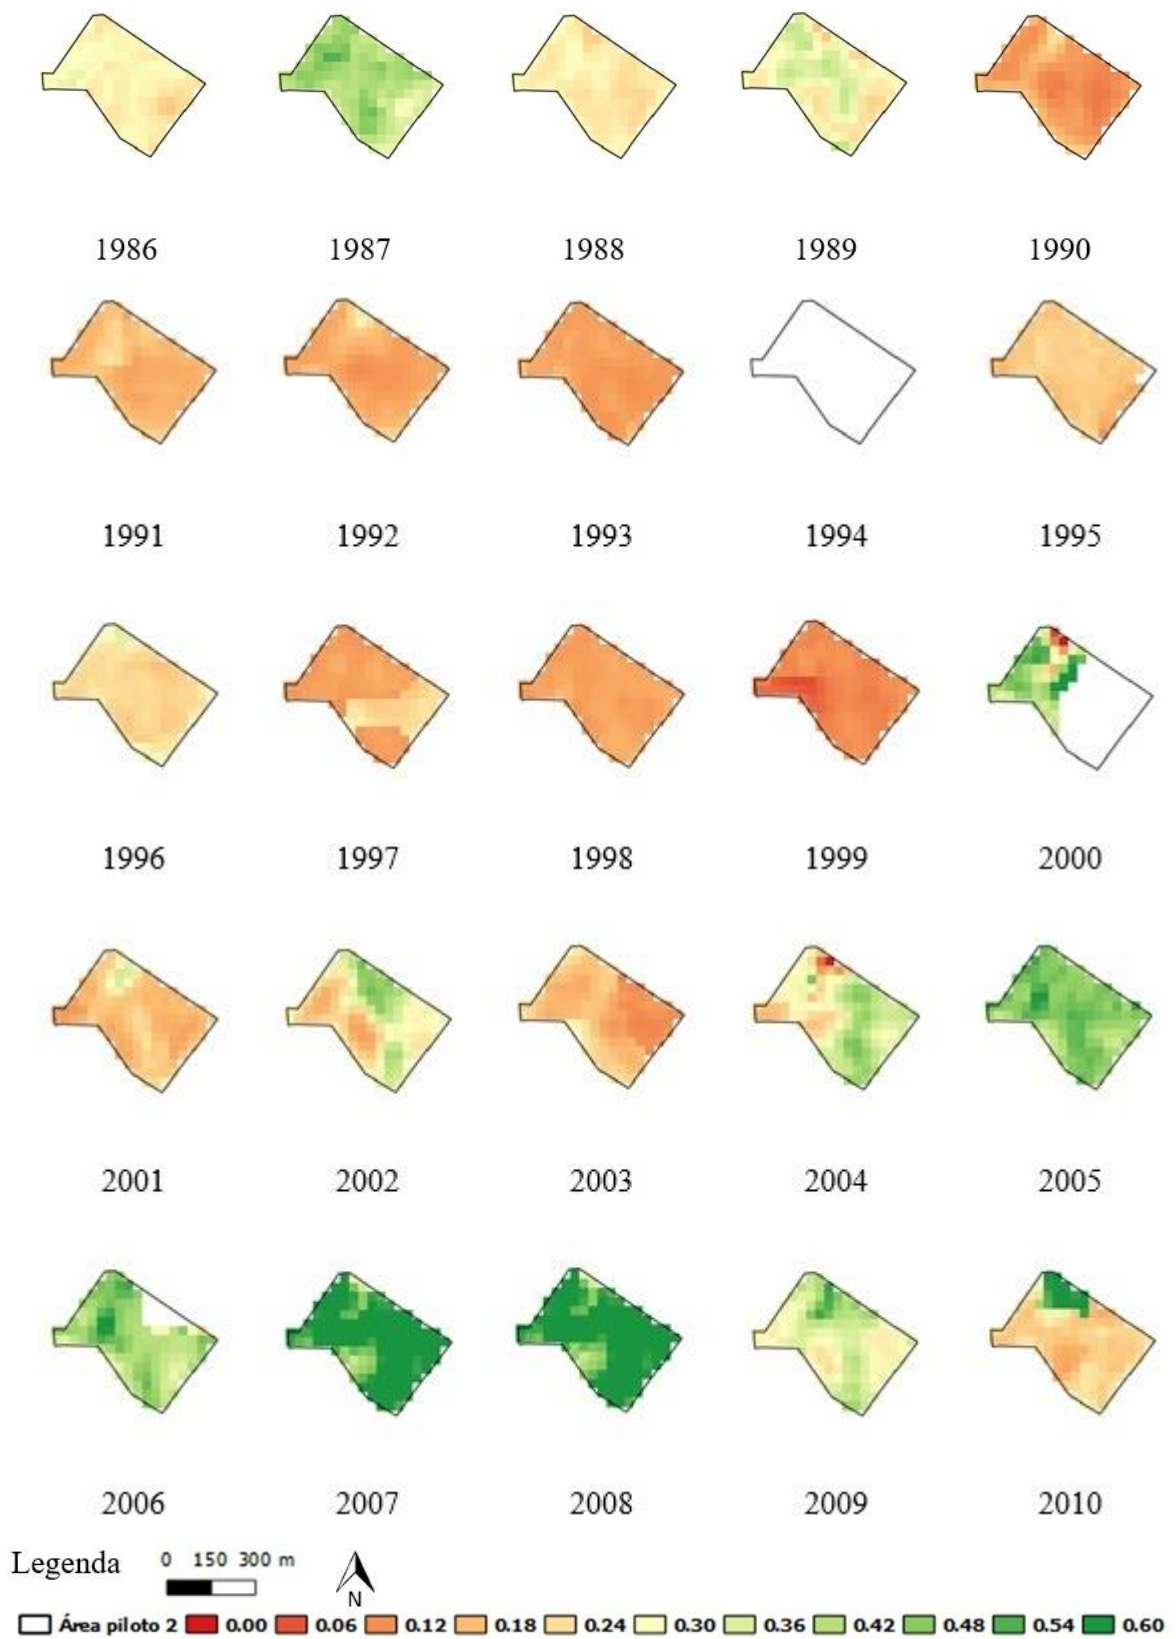 1986 1987 1988 1989 1990
1991 1992 1993 1994 1995
1996 1997 1998 1999 2000
2001 2002 2003 2004 2005
2006 2007 2008 2009 2010
Legenda 0 150 300 m
N
Área piloto 2 0.00 0.06 0.12 0.18 0.24 0.30 0.36 0.42 0.48 0.54 0.60